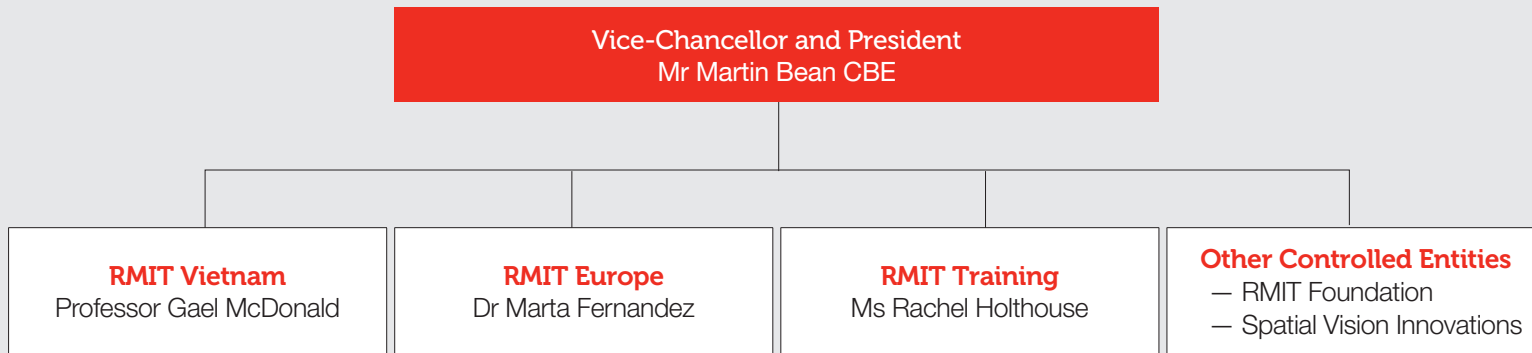 Vice-Chancellor and President
Mr Martin Bean CBE
RMIT Vietnam
Professor Gael McDonald
RMIT Europe
Dr Marta Fernandez
RMIT Training
Ms Rachel Holthouse
Other Controlled Entities
— RMIT Foundation
— Spatial Vision Innovations